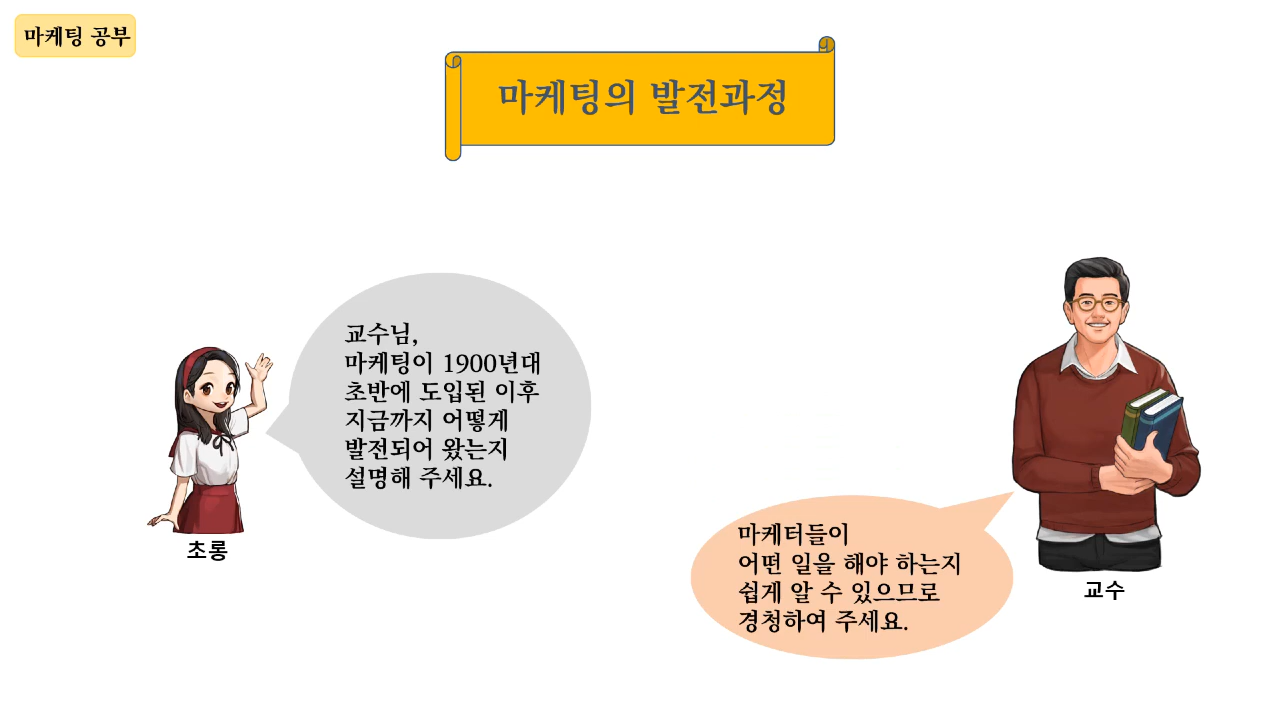 마케팅 공부
마케팅의 발전과정
교수님,
마케팅이 1900년대
초반에 도입된 이후
지금까지 어떻게
발전되어 왔는지
설명해 주세요.
초롱
마케터들이
어떤 일을 해야 하는지
쉽게 알 수 있으므로
경청하여 주세요.
교수